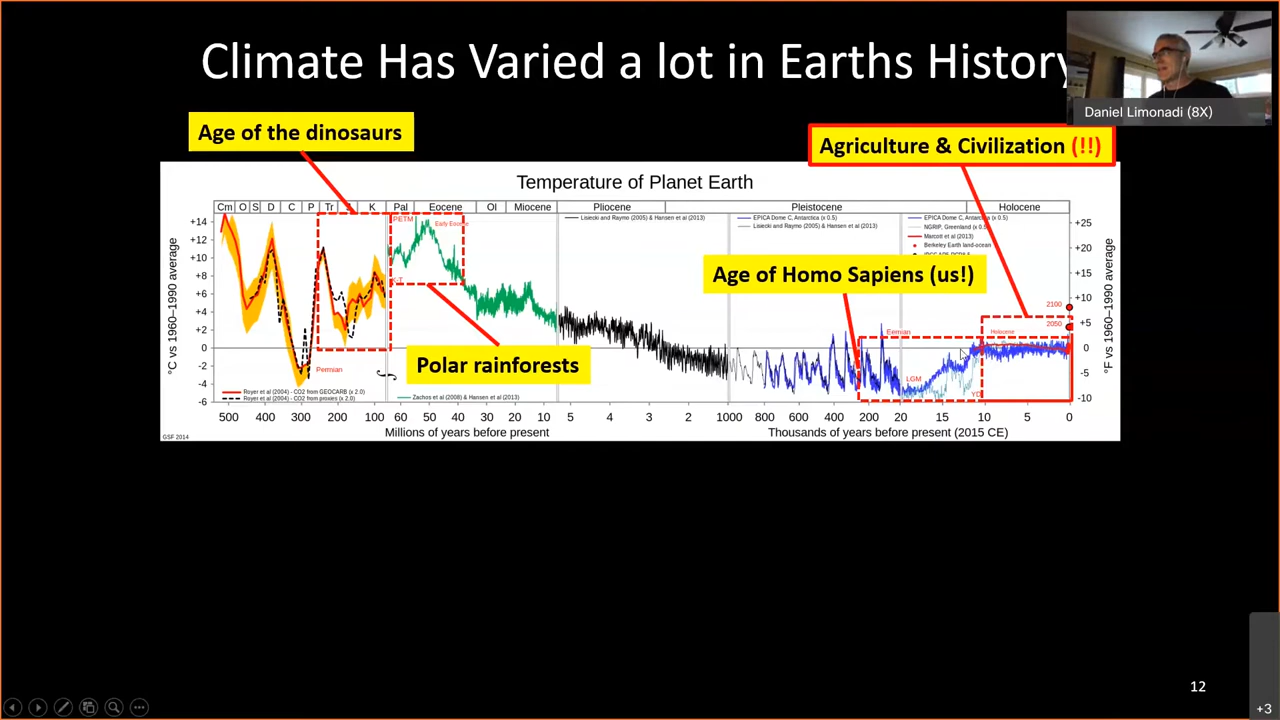 Climate Has Varied a lot in Earths History
Daniel Limonadi (8X)
Age of the dinosaurs
Agriculture & Civilization (!!)
Temperature of Planet Earth
Cm O S D C P Tr J K Pal Eocene Ol Miocene Pliocene Pleistocene Holocene
PETM
Early Eocene
K-T
Lisiecki and Raymo (2005) & Hansen et al (2013)
EPICA Dome C, Antarctica (x 0.5)
Lisiecki and Raymo (2005) & Hansen et al (2013)
EPICA Dome C, Antarctica (x 0.5)
NGRIP, Greenland (x 0.5)
Marcott et al (2013)
Berkeley Earth land-ocean
+14
+12
+10
+8
+6
+4
+2
0
-2
-4
-6
°C vs 1960–1990 average
+25
+20
+15
+10
+5
0
-5
-10
°F vs 1960–1990 average
Age of Homo Sapiens (us!)
2100
2050
Eemian
Holocene
Polar rainforests
Permian
LGM
YD
Royer et al (2004) - CO2 from GEOCARB (x 2.0)
Royer et al (2004) - CO2 from proxies (x 2.0)
Zachos et al (2008) & Hansen et al (2013)
500 400 300 200 100 60 50 40 30 20 10 5 4 3 2 1000 800 600 400 200 20 15 10 5 0
Millions of years before present
Thousands of years before present (2015 CE)
GSF 2014
12
+3